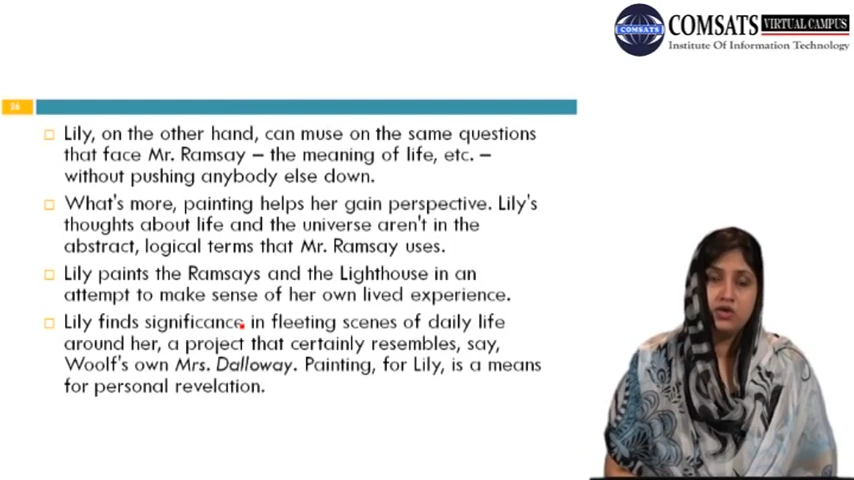 COMSATS
COMSATS VIRTUAL CAMPUS
Institute Of Information Technology
26
Lily, on the other hand, can muse on the same questions
that face Mr. Ramsay – the meaning of life, etc. –
without pushing anybody else down.
What's more, painting helps her gain perspective. Lily's
thoughts about life and the universe aren't in the
abstract, logical terms that Mr. Ramsay uses.
Lily paints the Ramsays and the Lighthouse in an
attempt to make sense of her own lived experience.
Lily finds significance in fleeting scenes of daily life
around her, a project that certainly resembles, say,
Woolf's own Mrs. Dalloway. Painting, for Lily, is a means
for personal revelation.